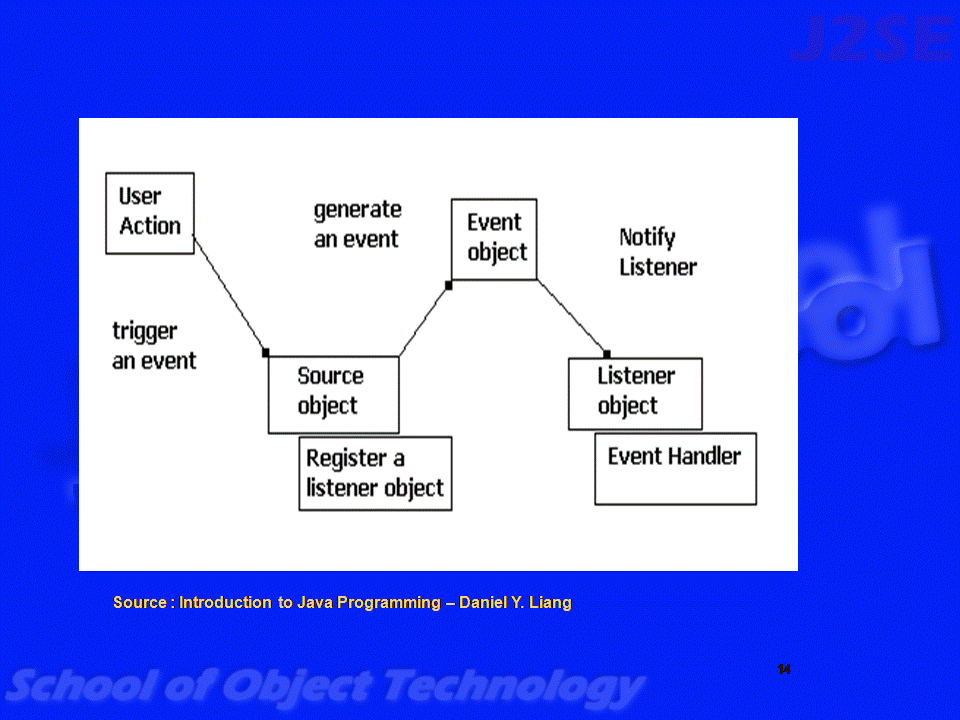 J2SE
User
Action
generate
an event
Event
object
Notify
Listener
trigger
an event
Source
object
Listener
object
Register a
listener object
Event Handler
Source : Introduction to Java Programming – Daniel Y. Liang
14
School of Object Technology